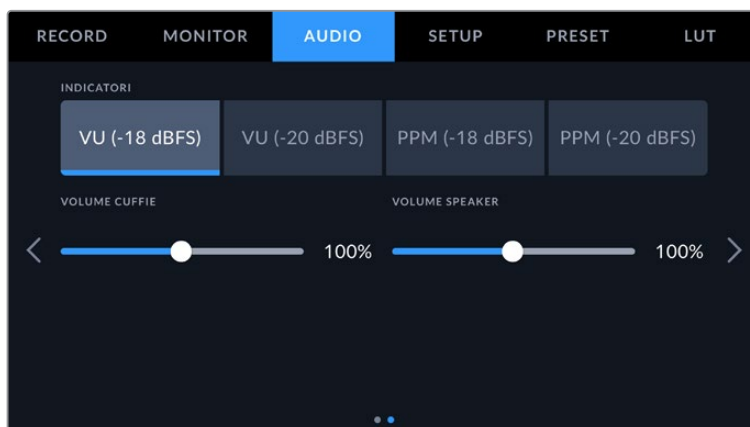 RECORD MONITOR AUDIO SETUP PRESET LUT
INDICATORI
VU (-18 dBFS) VU (-20 dBFS) PPM (-18 dBFS) PPM (-20 dBFS)
VOLUME CUFFIE VOLUME SPEAKER
100% 100%